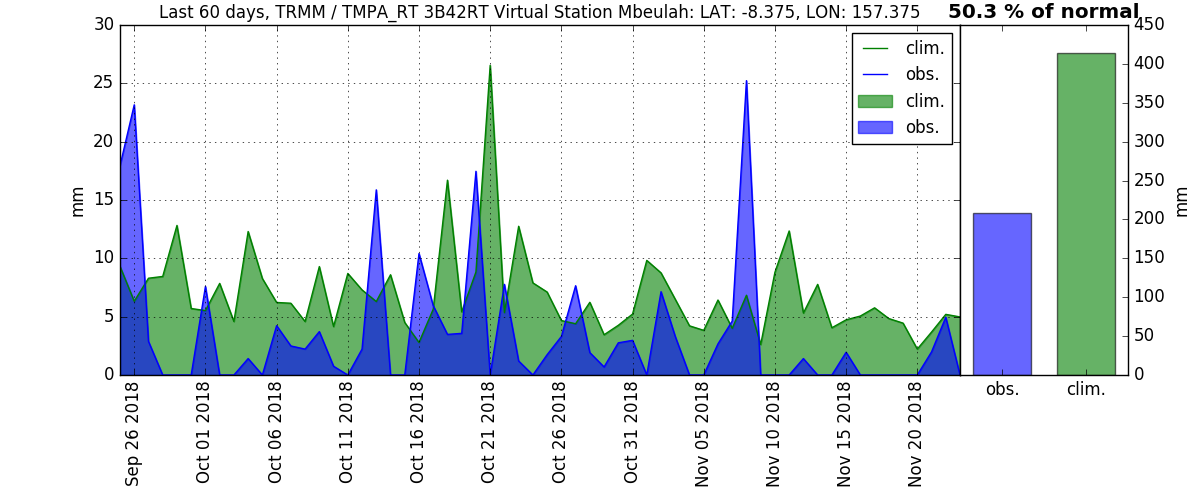 Last 60 days, TRMM / TMPA_RT 3B42RT Virtual Station Mbeulah: LAT: -8.375, LON: 157.375
50.3 % of normal
30
25
20
15
10
5
0
mm
clim.
obs.
clim.
obs.
450
400
350
300
250
200
150
100
50
0
mm
obs.
clim.
Sep 26 2018
Oct 01 2018
Oct 06 2018
Oct 11 2018
Oct 16 2018
Oct 21 2018
Oct 26 2018
Oct 31 2018
Nov 05 2018
Nov 10 2018
Nov 15 2018
Nov 20 2018